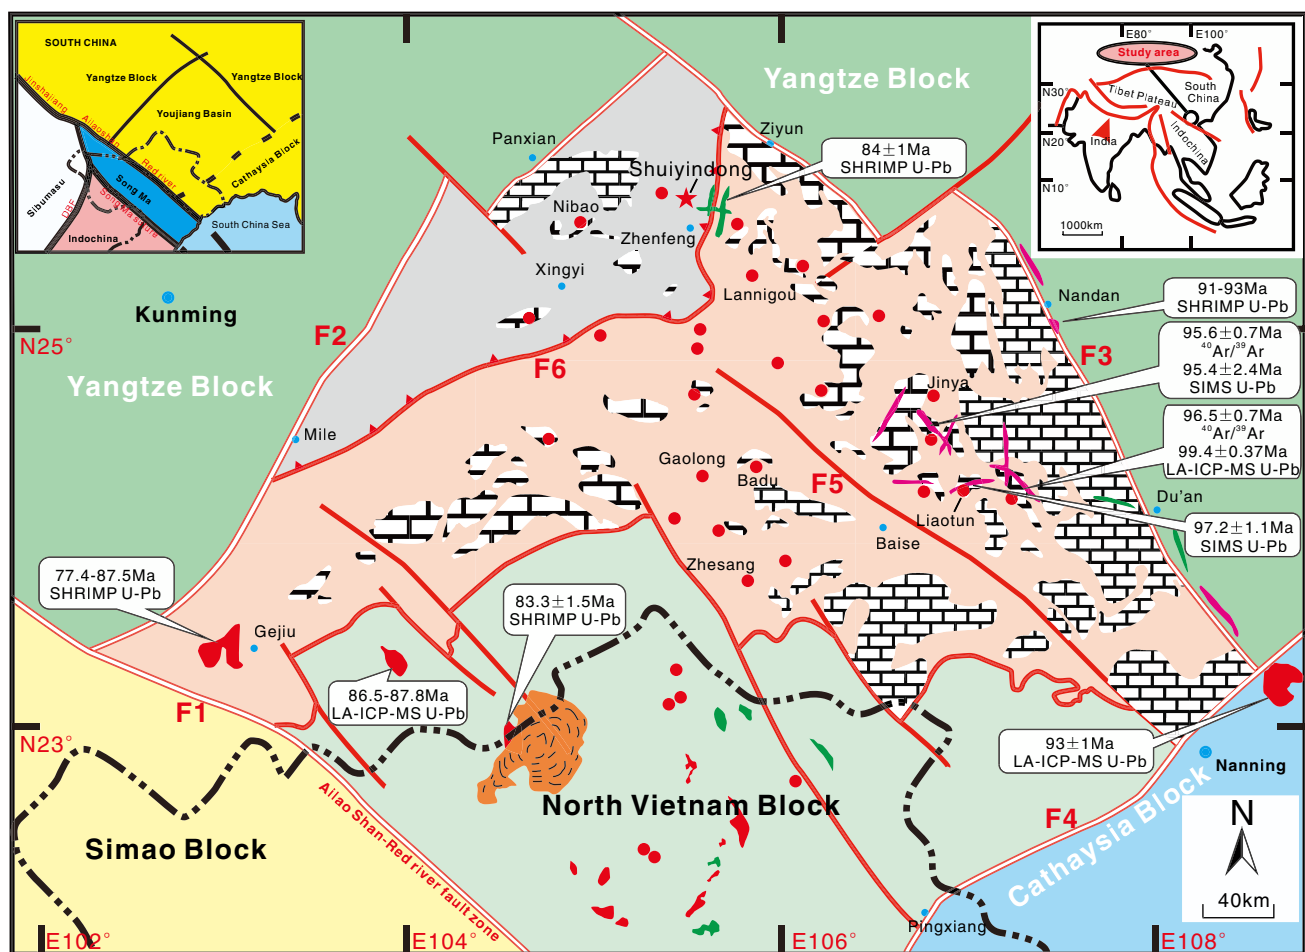 SOUTH CHINA
Yangtze Block
Yangtze Block
Jinshajiang
Ailaoshan
Youjiang Basin
Red river
Cathaysia Block
Sibumasu
Song Ma
DBF
Song Ma suture
Indochina
South China Sea
Yangtze Block
E80°
E100°
Study area
N30°
Tibet Plateau
South
China
N20
India
Indochina
N10°
1000km
Panxian
Ziyun
84±1Ma
SHRIMP U-Pb
Shuiyindong
Nibao
Zhenfeng
Xingyi
Lannigou
Kunming
N25°
F2
F6
F3
Nandan
91-93Ma
SHRIMP U-Pb
95.6±0.7Ma
40Ar/39Ar
95.4±2.4Ma
SIMS U-Pb
Yangtze Block
Jinya
96.5±0.7Ma
40Ar/39Ar
99.4±0.37Ma
LA-ICP-MS U-Pb
Mile
Gaolong
Badu
F5
Liaotun
Du'an
Baise
97.2±1.1Ma
SIMS U-Pb
Zhesang
77.4-87.5Ma
SHRIMP U-Pb
83.3±1.5Ma
SHRIMP U-Pb
Gejiu
86.5-87.8Ma
LA-ICP-MS U-Pb
F1
N23°
93±1Ma
LA-ICP-MS U-Pb
Nanning
North Vietnam Block
Simao Block
Ailao Shan-Red river fault zone
F4
Cathaysia Block
N
40km
Pingxiang
E102°
E104°
E106°
E108°